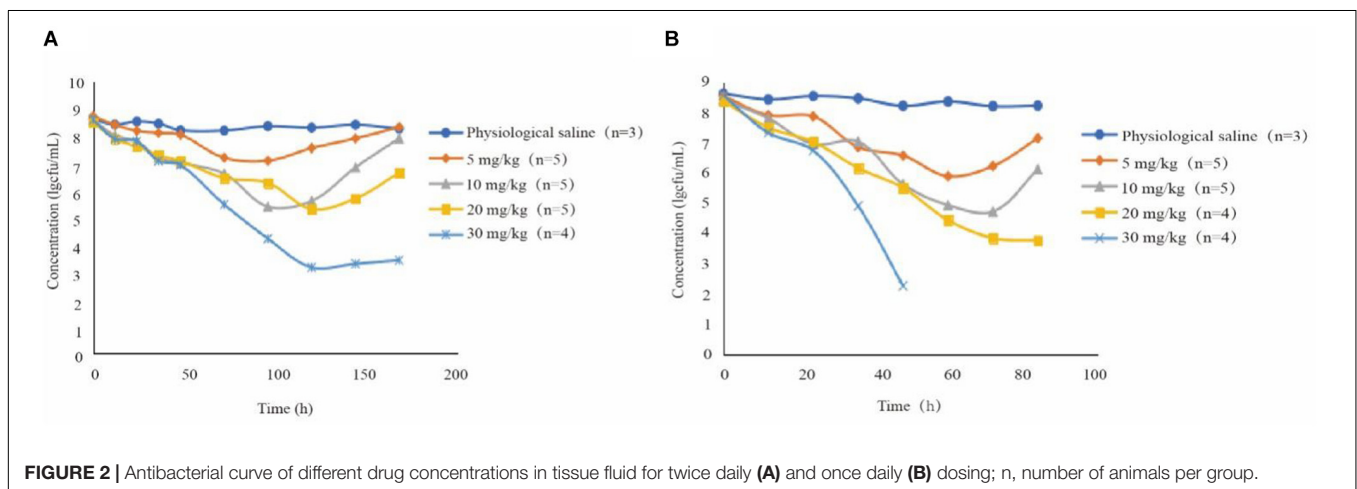 A
10
9
8
7
6
5
4
3
2
1
0
Concentration (lgcfu/mL)
0 50 100 150 200
Time (h)
Physiological saline (n=3)
5 mg/kg (n=5)
10 mg/kg (n=5)
20 mg/kg (n=5)
30 mg/kg (n=4)
B
9
8
7
6
5
4
3
2
1
0
Concentration (lgcfu/mL)
0 20 40 60 80 100
Time (h)
Physiological saline (n=3)
5 mg/kg (n=5)
10 mg/kg (n=5)
20 mg/kg (n=4)
30 mg/kg (n=4)
FIGURE 2 | Antibacterial curve of different drug concentrations in tissue fluid for twice daily (A) and once daily (B) dosing; n, number of animals per group.